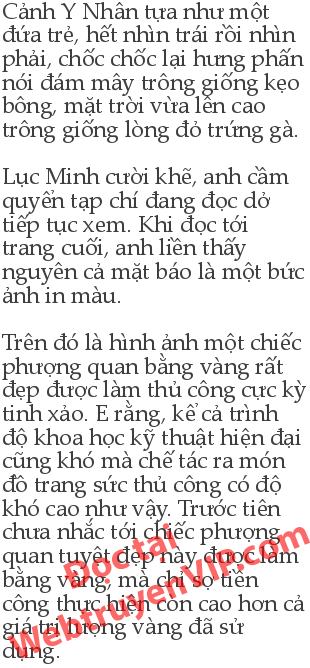 Cảnh Y Nhân tựa như một
đứa trẻ, hết nhìn trái rồi nhìn
phải, chốc chốc lại hưng phấn
nói đám mây trông giống kẹo
bông, mặt trời vừa lên cao
trông giống lòng đỏ trứng gà.
Lục Minh cười khẽ, anh cầm
quyển tạp chí đang đọc dở
tiếp tục xem. Khi đọc tới
trang cuối, anh liền thấy
nguyên cả mặt báo là một bức
ảnh in màu.
Trên đó là hình ảnh một chiếc
phượng quan bằng vàng rất
đẹp được làm thủ công cực kỳ
tinh xảo. E rằng, kể cả trình
độ khoa học kỹ thuật hiện đại
cũng khó mà chế tác ra món
đồ trang sức thủ công có độ
khó cao như vậy. Trước tiên
chưa nhắc tới chiếc phượng
quan tuyệt đẹp này được làm
bằng vàng, mà chỉ sợ tiền
công thực hiện còn cao hơn cả
giá trị lượng vàng đã sử
dụng.
Đọc tại
Webtruyenvip.com